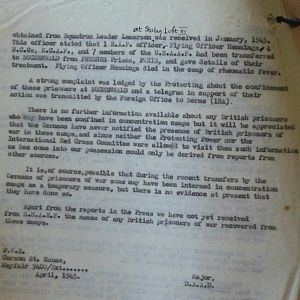 at Stalag Luft III
obtained from Squadron Leader Lamarson was received in January, 1945.
This officer stated that 1 R.A.F. officer, Flying Officer Hemmings, 4
N.C.Os, R.C.A.F., and 7 members of the U.S.A.A.F. had been transferred
to BUCHENWALD from FRESNES Prison, PARIS, and gave details of their
treatment. Flying Officer Hemmings died in the camp of Rheumatic Fever.
A strong complaint was lodged by the Protecting about the confinement
of these prisoners at BUCHENWALD and a telegram in support of their
action was transmitted by the Foreign Office to Berne
There is no further information available about any British prisoners
who may have been confined in concentration camps but it will be appreciated
that the Germans have never notified the presence of British prisoners of
war in these camps, and since neither the Protecting Power nor the
International Red Cross Committee were allowed to visit them such information
as has come into our possession could only be derived from reports from
other sources.
It is, of course, possible that during the recent transfers by the
Germans of prisoners of war some may have been interned in concentration
camps as a temporary measure, but there is no evidence at present that
they have done so.
Apart from the reports in the Press we have not yet received
from S.H.A.E.F. the names of any British prisoners of war recovered from
these camps.
P.W.2.
Curzon St. House,
Mayfair 9400/Ext.......
April, 1945.
Major,
D.A.A.G.